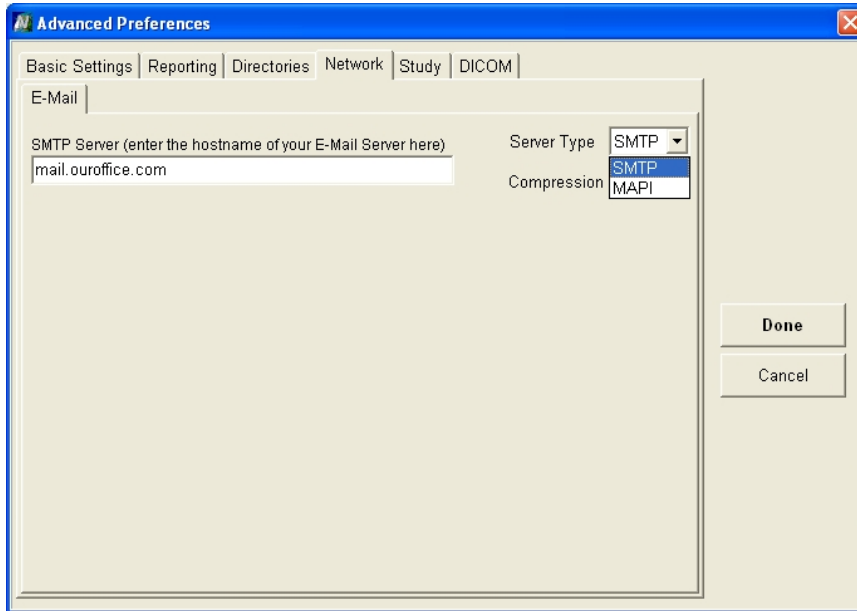 Advanced Preferences
Basic Settings Reporting Directories Network Study DICOM
E-Mail
SMTP Server (enter the hostname of your E-Mail Server here)
mail.ouroffice.com
Server Type SMTP
SMTP
Compression MAPI
Done
Cancel